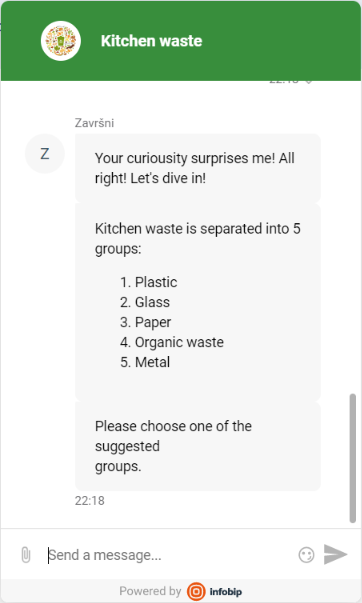 Kitchen waste
22:18
Završni
Z
Your curiousity surprises me! All
right! Let's dive in!
Kitchen waste is separated into 5
groups:
1. Plastic
2. Glass
3. Paper
4. Organic waste
5. Metal
Please choose one of the
suggested
groups.
22:18
Send a message...
Powered by infobip